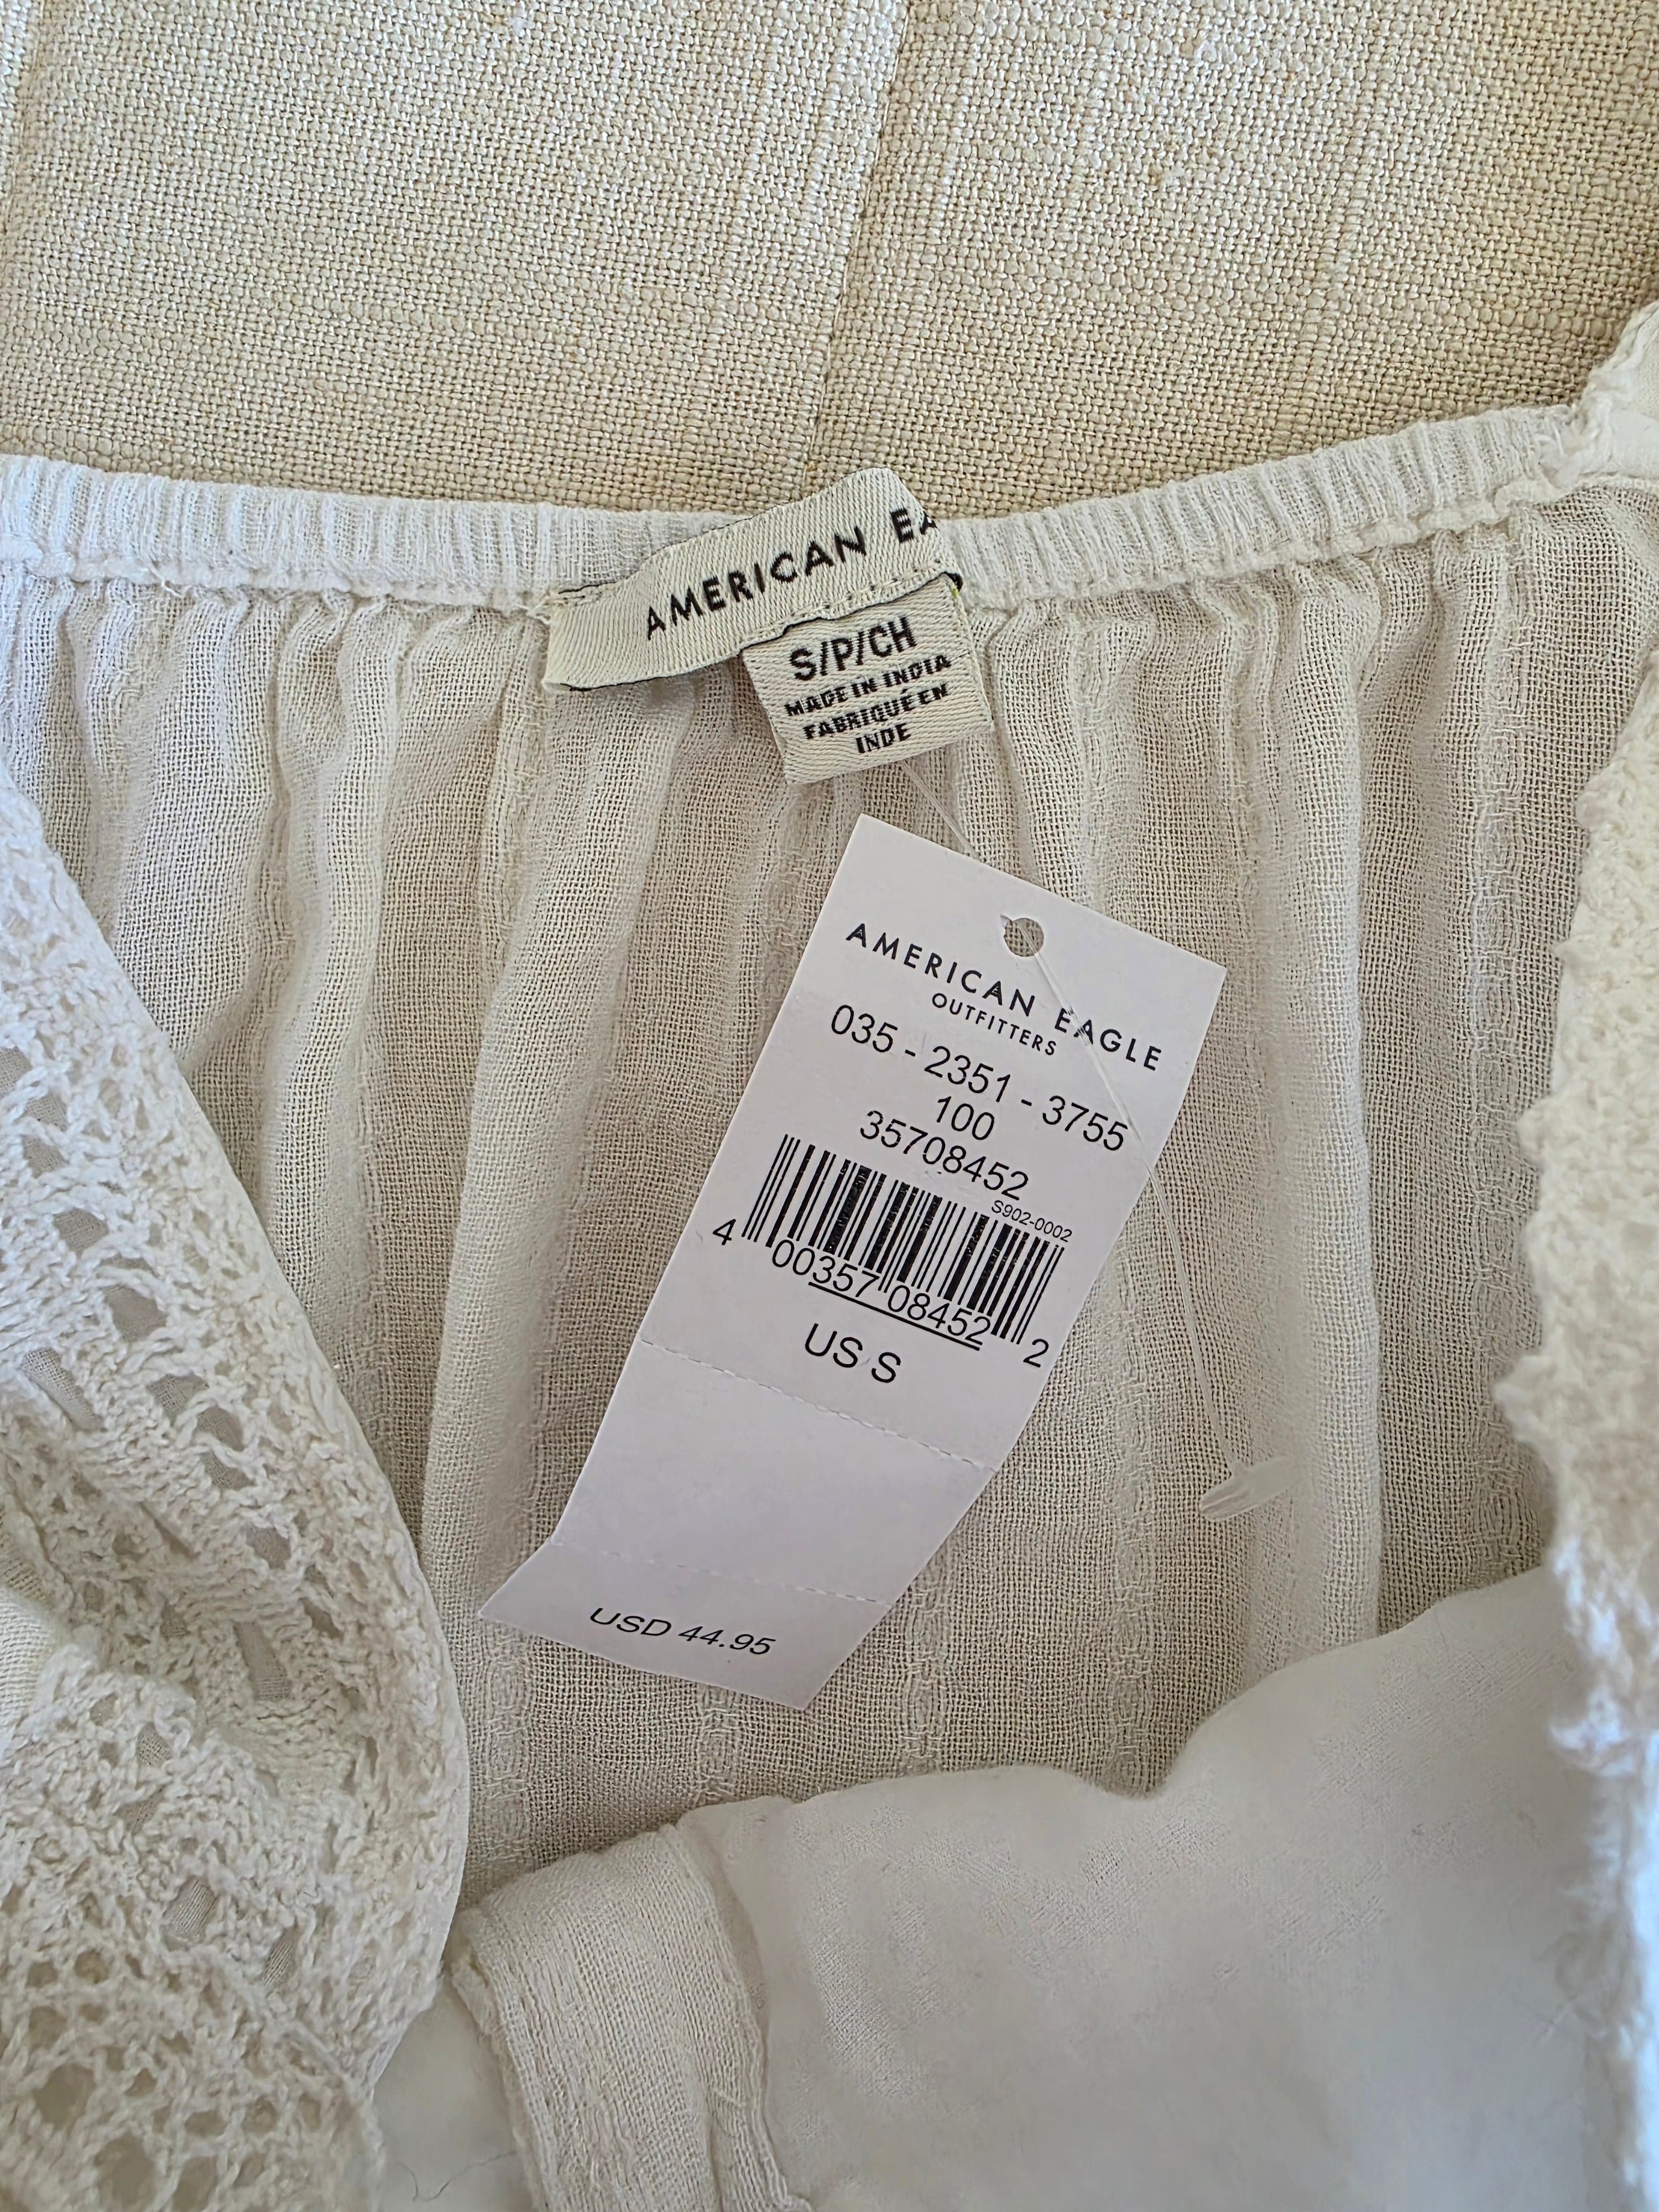 AMERICAN EA
S/P/CH
MADE IN INDIA
FABRIQUÉ EN
INDE
AMERICAN EAGLE
OUTFITTERS
035 - 2351 - 3755
100
35708452
S902-0002
4 00357 08452 2
US S
USD 44.95